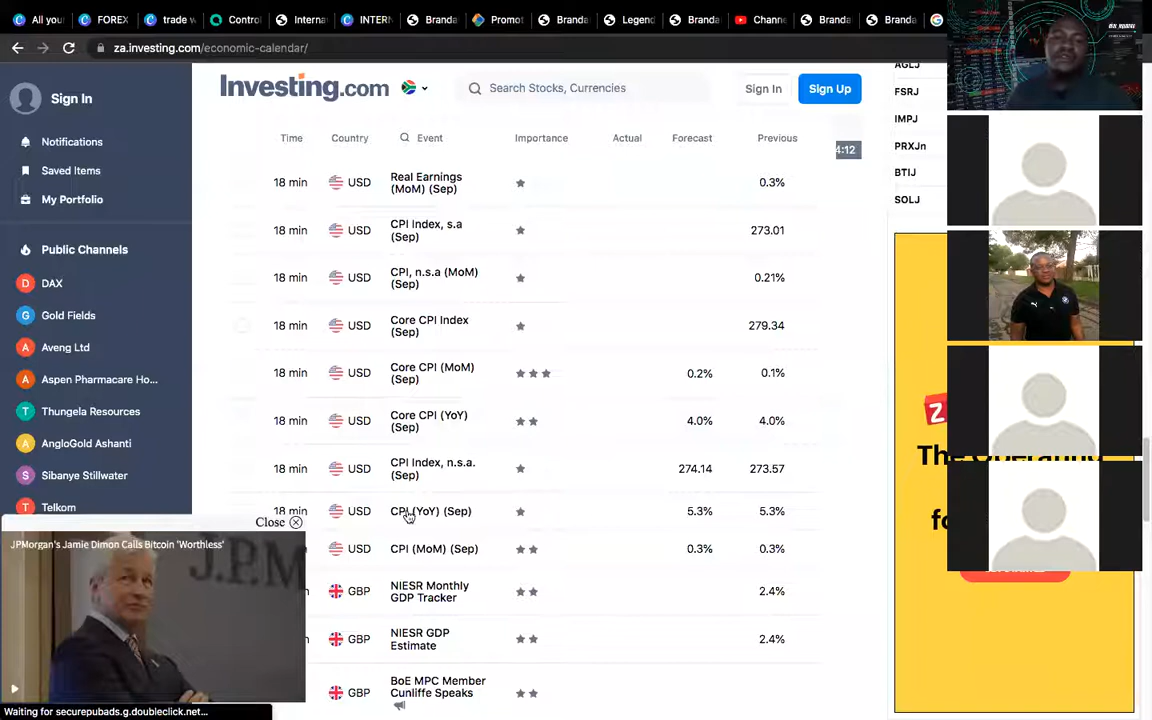 All you
FOREX
trade w
Control
Interna
INTERN
Branda
Promot
Branda
Legend
Branda
Channe
Branda
Branda
za.investing.com/economic-calendar/
Sign In
Investing.com
Search Stocks, Currencies
Sign In
Sign Up
Notifications
Saved Items
My Portfolio
Public Channels
D DAX
G Gold Fields
A Aveng Ltd
A Aspen Pharmacare Ho...
T Thungela Resources
A AngloGold Ashanti
S Sibanye Stillwater
T Telkom
Time Country Event Importance Actual Forecast Previous
4:12
18 min USD Real Earnings
(MoM) (Sep) 0.3%
18 min USD CPI Index, s.a
(Sep) 273.01
18 min USD CPI, n.s.a (MoM)
(Sep) 0.21%
18 min USD Core CPI Index
(Sep) 279.34
18 min USD Core CPI (MoM)
(Sep) 0.2% 0.1%
18 min USD Core CPI (YoY)
(Sep) 4.0% 4.0%
18 min USD CPI Index, n.s.a.
(Sep) 274.14 273.57
18 min USD CPI (YoY) (Sep) 5.3% 5.3%
USD CPI (MoM) (Sep) 0.3% 0.3%
GBP NIESR Monthly
GDP Tracker 2.4%
GBP NIESR GDP
Estimate 2.4%
GBP BoE MPC Member
Cunliffe Speaks
AGLJ
FSRJ
IMPJ
PRXJn
BTIJ
SOLJ
Z
The Operating
fo
Close
JPMorgan's Jamie Dimon Calls Bitcoin 'Worthless'
J.P.M
Waiting for securepubads.g.doubleclick.net...